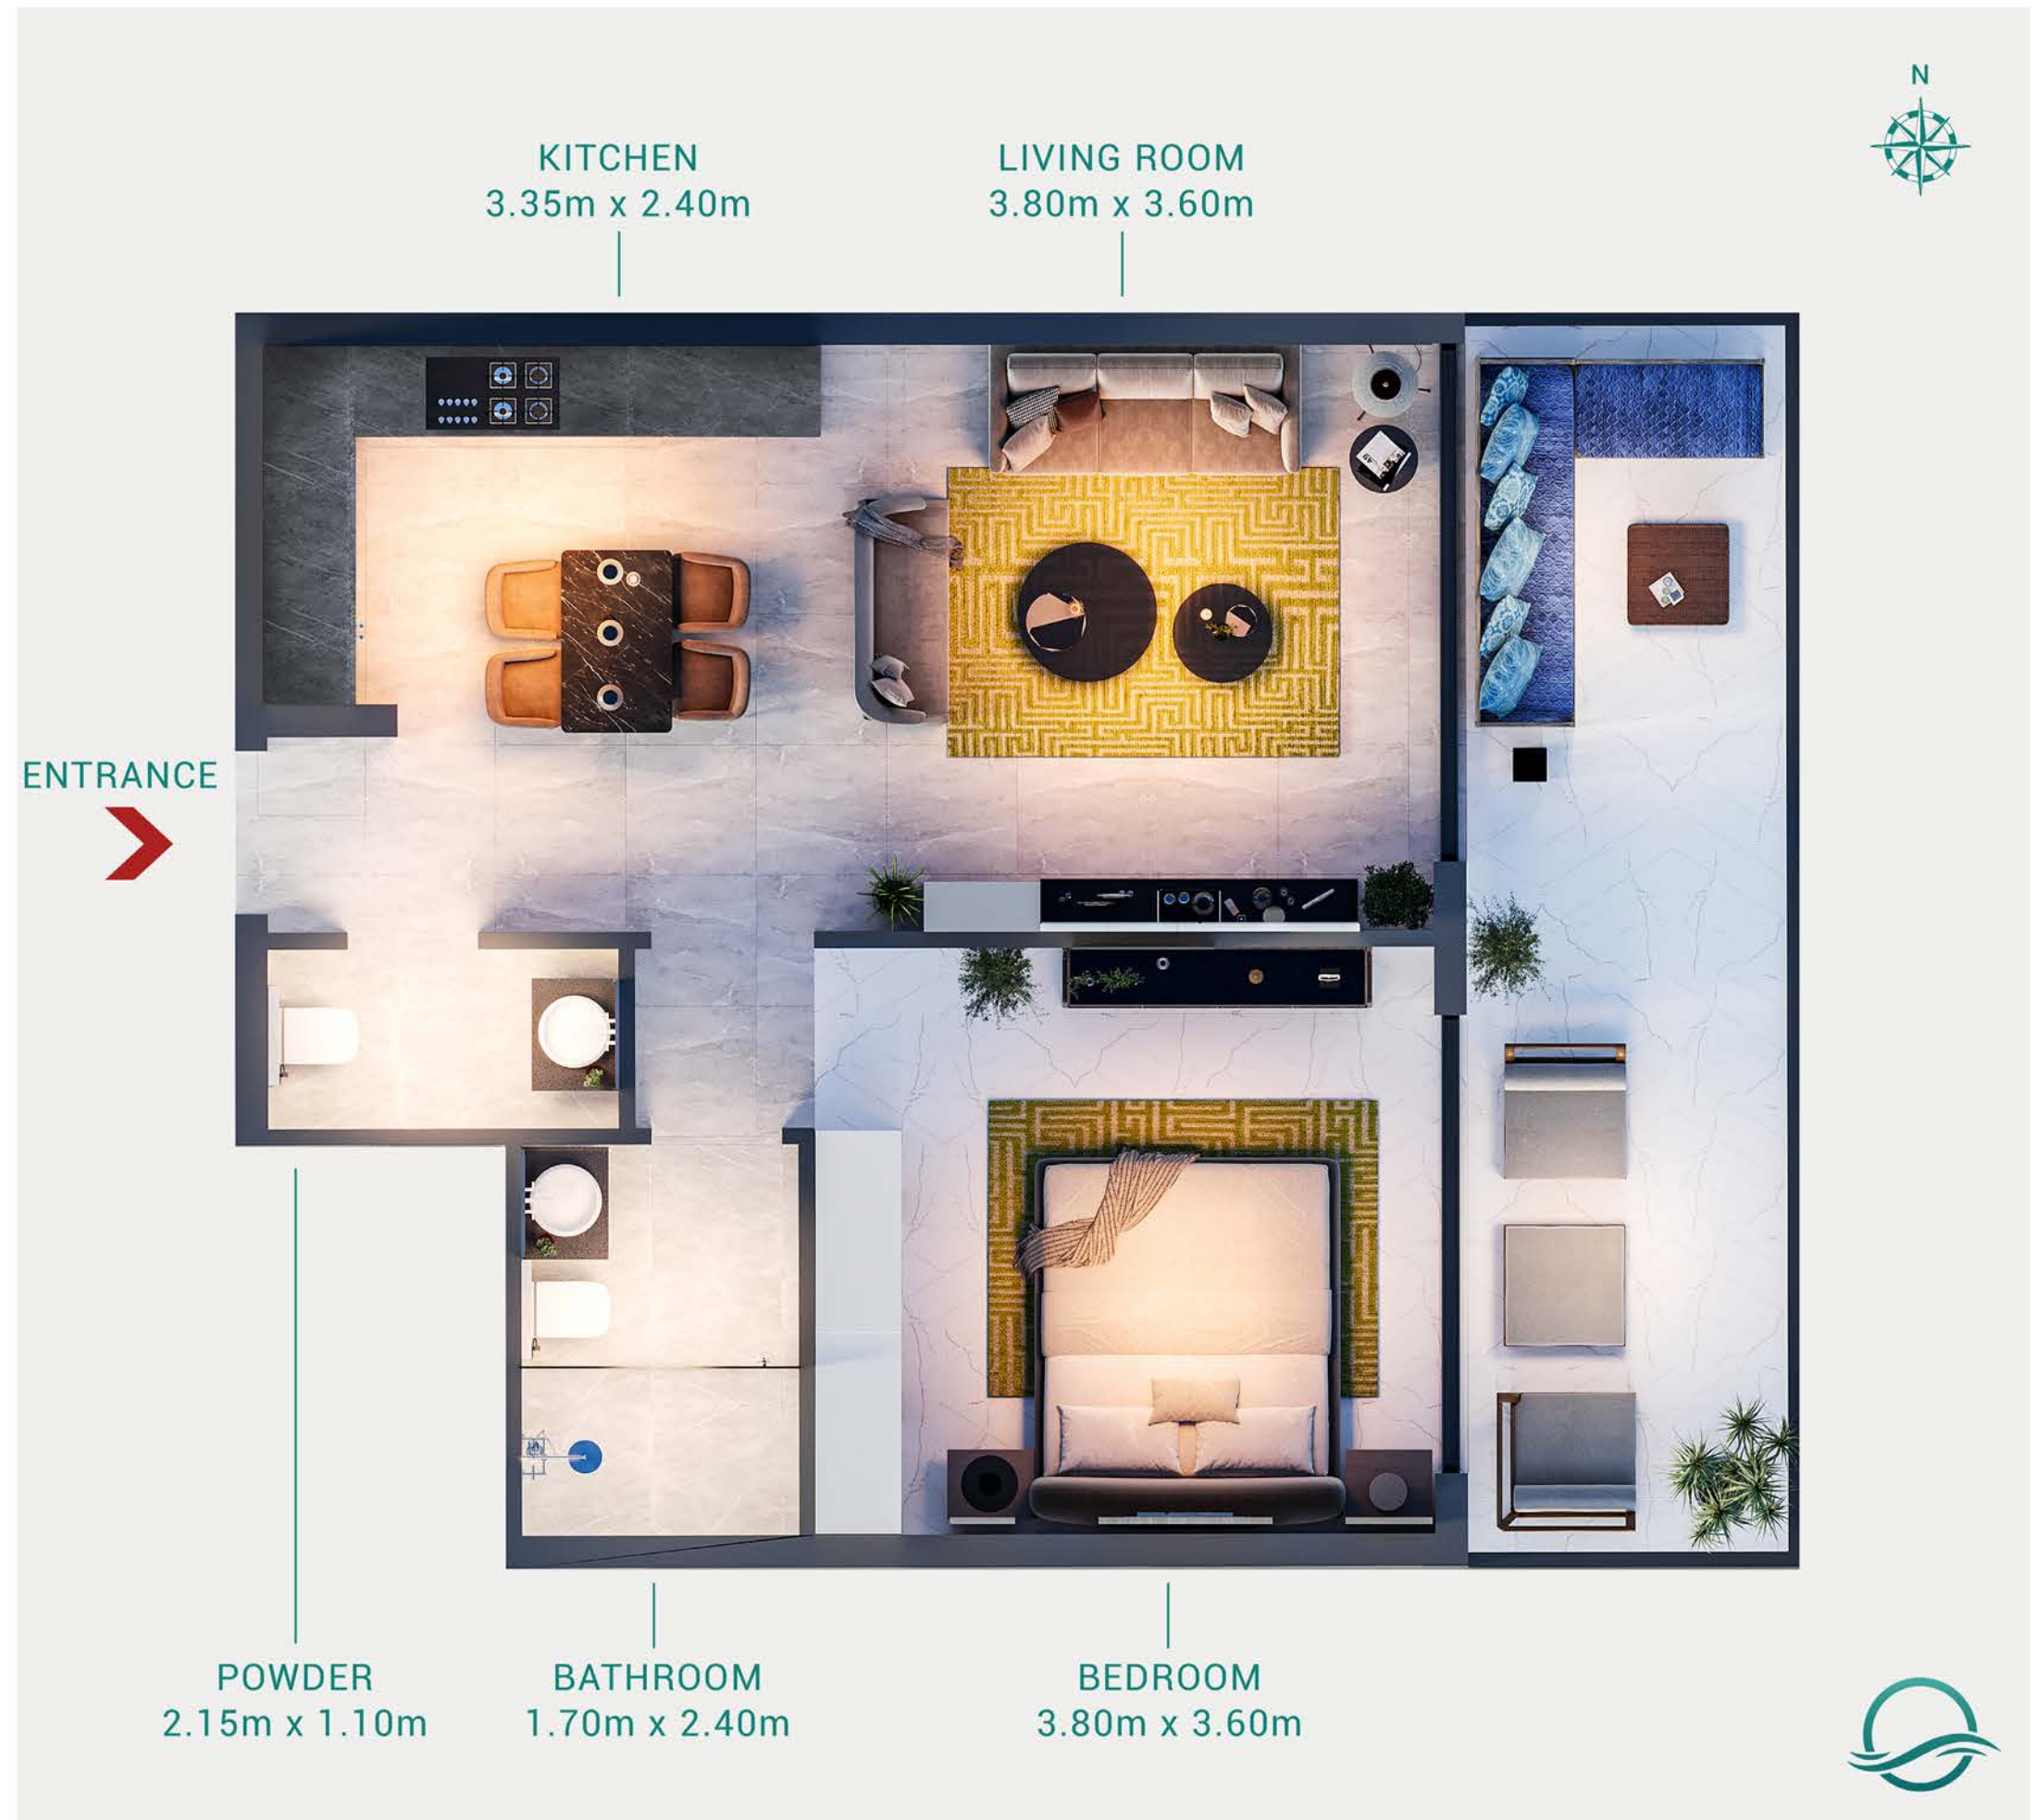 N
KITCHEN
3.35m x 2.40m
LIVING ROOM
3.80m x 3.60m
ENTRANCE
POWDER
2.15m x 1.10m
BATHROOM
1.70m x 2.40m
BEDROOM
3.80m x 3.60m